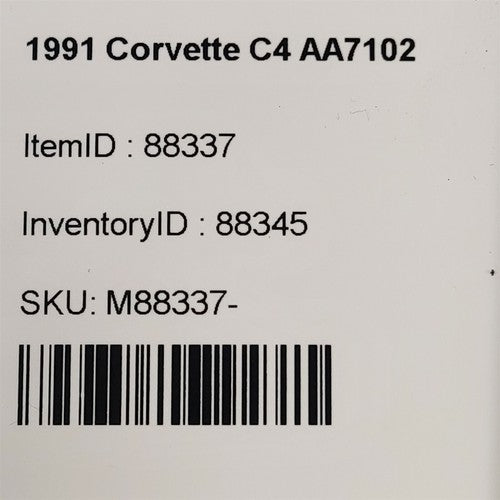 1991 Corvette C4 AA7102
ItemID : 88337
InventoryID : 88345
SKU: M88337-